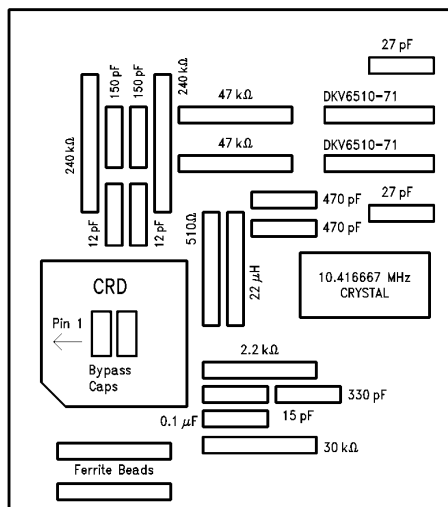 27 pF
150 pF
150 pF
240 kΩ
47 kΩ
DKV6510-71
240 kΩ
47 kΩ
DKV6510-71
470 pF
27 pF
470 pF
12 pF
12 pF
510Ω
22 μH
CRD
10.416667 MHz
CRYSTAL
Pin 1
Bypass
Caps
2.2 kΩ
330 pF
0.1 μF
15 pF
30 kΩ
Ferrite Beads